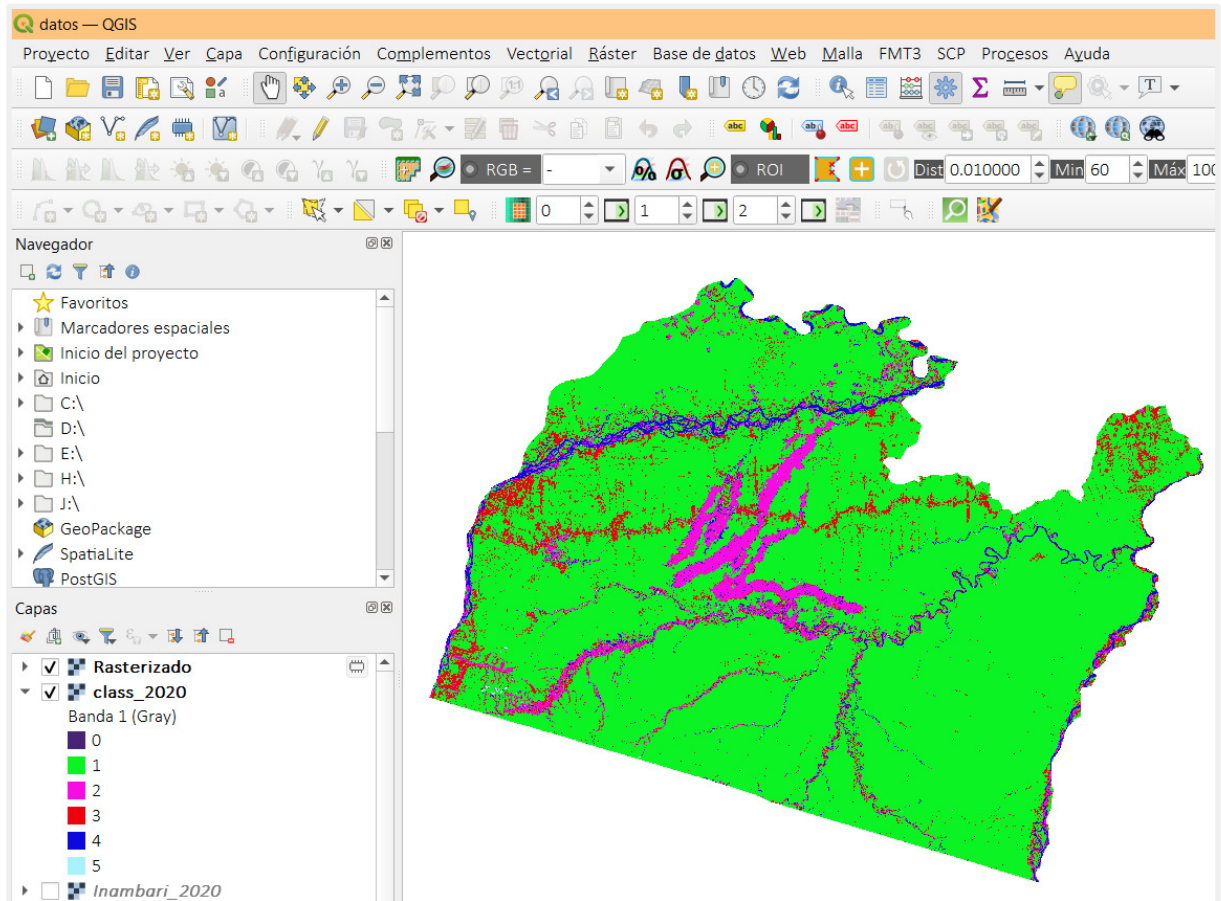 datos — QGIS
Proyecto Editar Ver Capa Configuración Complementos Vectorial Ráster Base de datos Web Malla FMT3 SCP Procesos Ayuda
RGB = - ROI Dist 0.010000 Min 60 Máx 100
0 1 2
Navegador
Favoritos
Marcadores espaciales
Inicio del proyecto
Inicio
C:\
D:\
E:\
H:\
J:\
GeoPackage
SpatiaLite
PostGIS
Capas
Rasterizado
class_2020
Banda 1 (Gray)
0
1
2
3
4
5
Inambari_2020